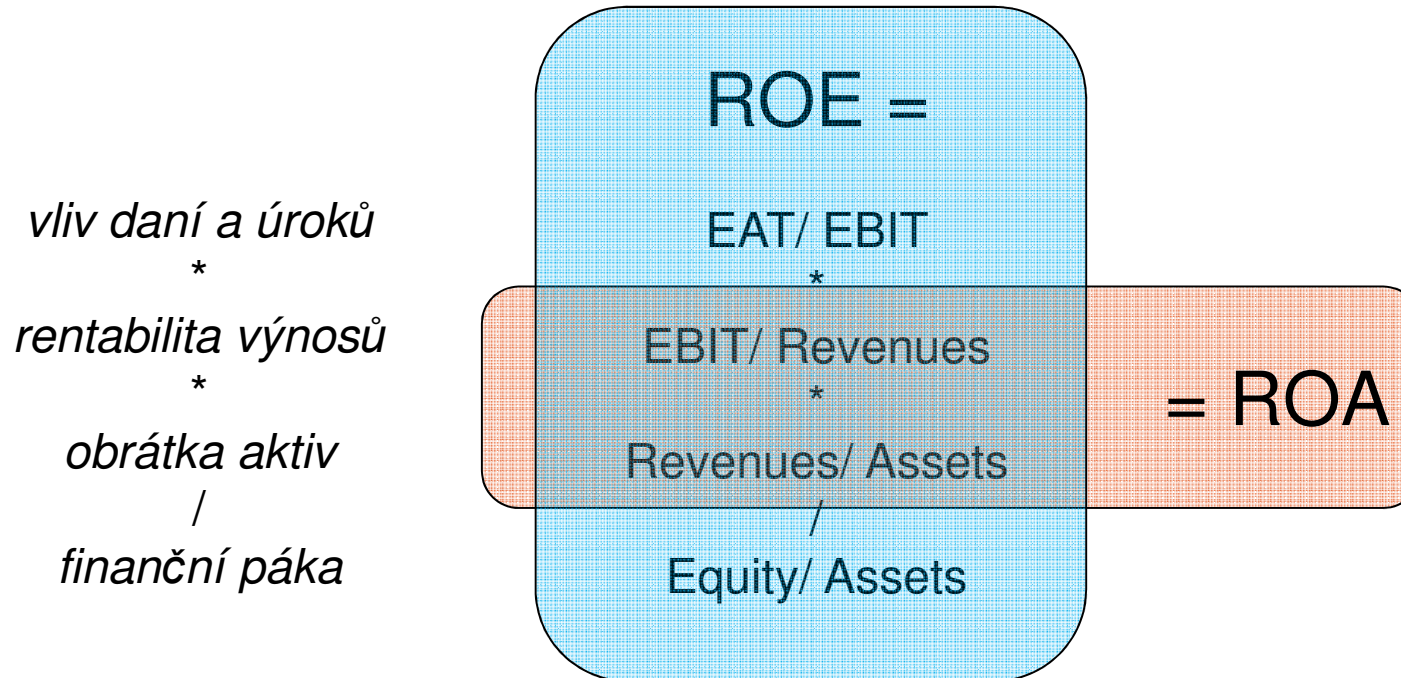 ROE =
vliv daní a úroků
*
rentabilita výnosů
*
obrátka aktiv
/
finanční páka
EAT/ EBIT
*
EBIT/ Revenues
*
Revenues/ Assets
/
Equity/ Assets
= ROA